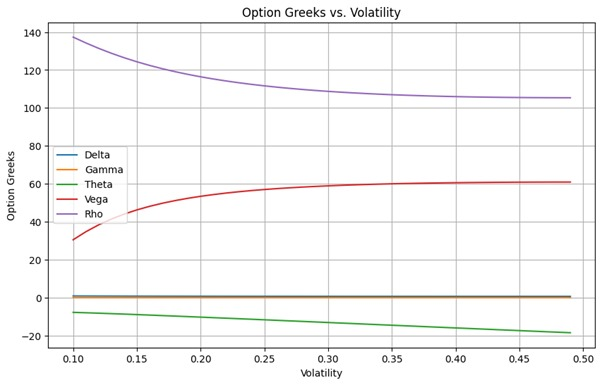 Option Greeks vs. Volatility
Option Greeks
140
120
100
80
60
40
20
0
−20
Delta
Gamma
Theta
Vega
Rho
0.10 0.15 0.20 0.25 0.30 0.35 0.40 0.45 0.50
Volatility